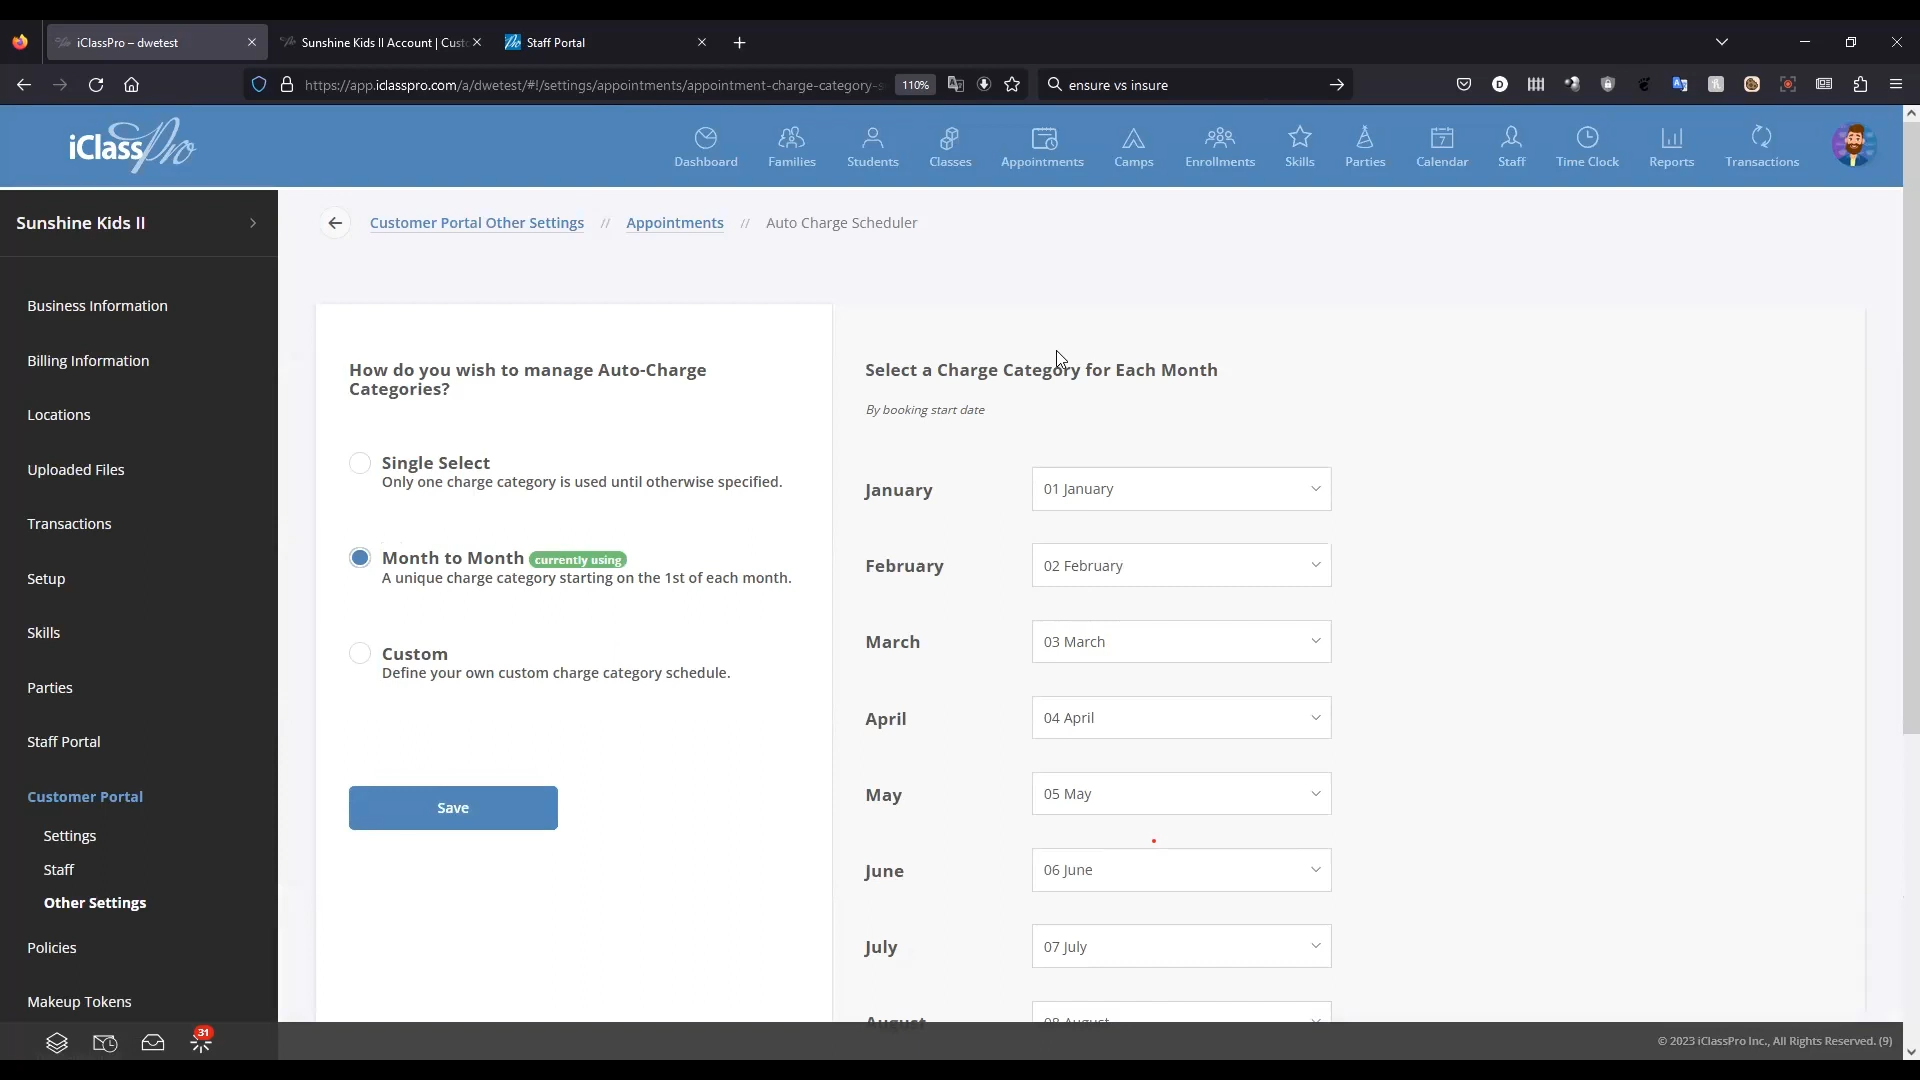 iClassPro – dwetest
Sunshine Kids II Account | Cust
Staff Portal
https://app.iclasspro.com/a/dwetest/#!/settings/appointments/appointment-charge-category-s
110%
ensure vs insure
iClassPro
Dashboard
Families
Students
Classes
Appointments
Camps
Enrollments
Skills
Parties
Calendar
Staff
Time Clock
Reports
Transactions
Sunshine Kids II
Business Information
Billing Information
Locations
Uploaded Files
Transactions
Setup
Skills
Parties
Staff Portal
Customer Portal
Settings
Staff
Other Settings
Policies
Makeup Tokens
31
Customer Portal Other Settings // Appointments // Auto Charge Scheduler
How do you wish to manage Auto-Charge
Categories?
Single Select
Only one charge category is used until otherwise specified.
Month to Month currently using
A unique charge category starting on the 1st of each month.
Custom
Define your own custom charge category schedule.
Save
Select a Charge Category for Each Month
By booking start date
January 01 January
February 02 February
March 03 March
April 04 April
May 05 May
June 06 June
July 07 July
August 08 August
© 2023 iClassPro Inc., All Rights Reserved. (9)